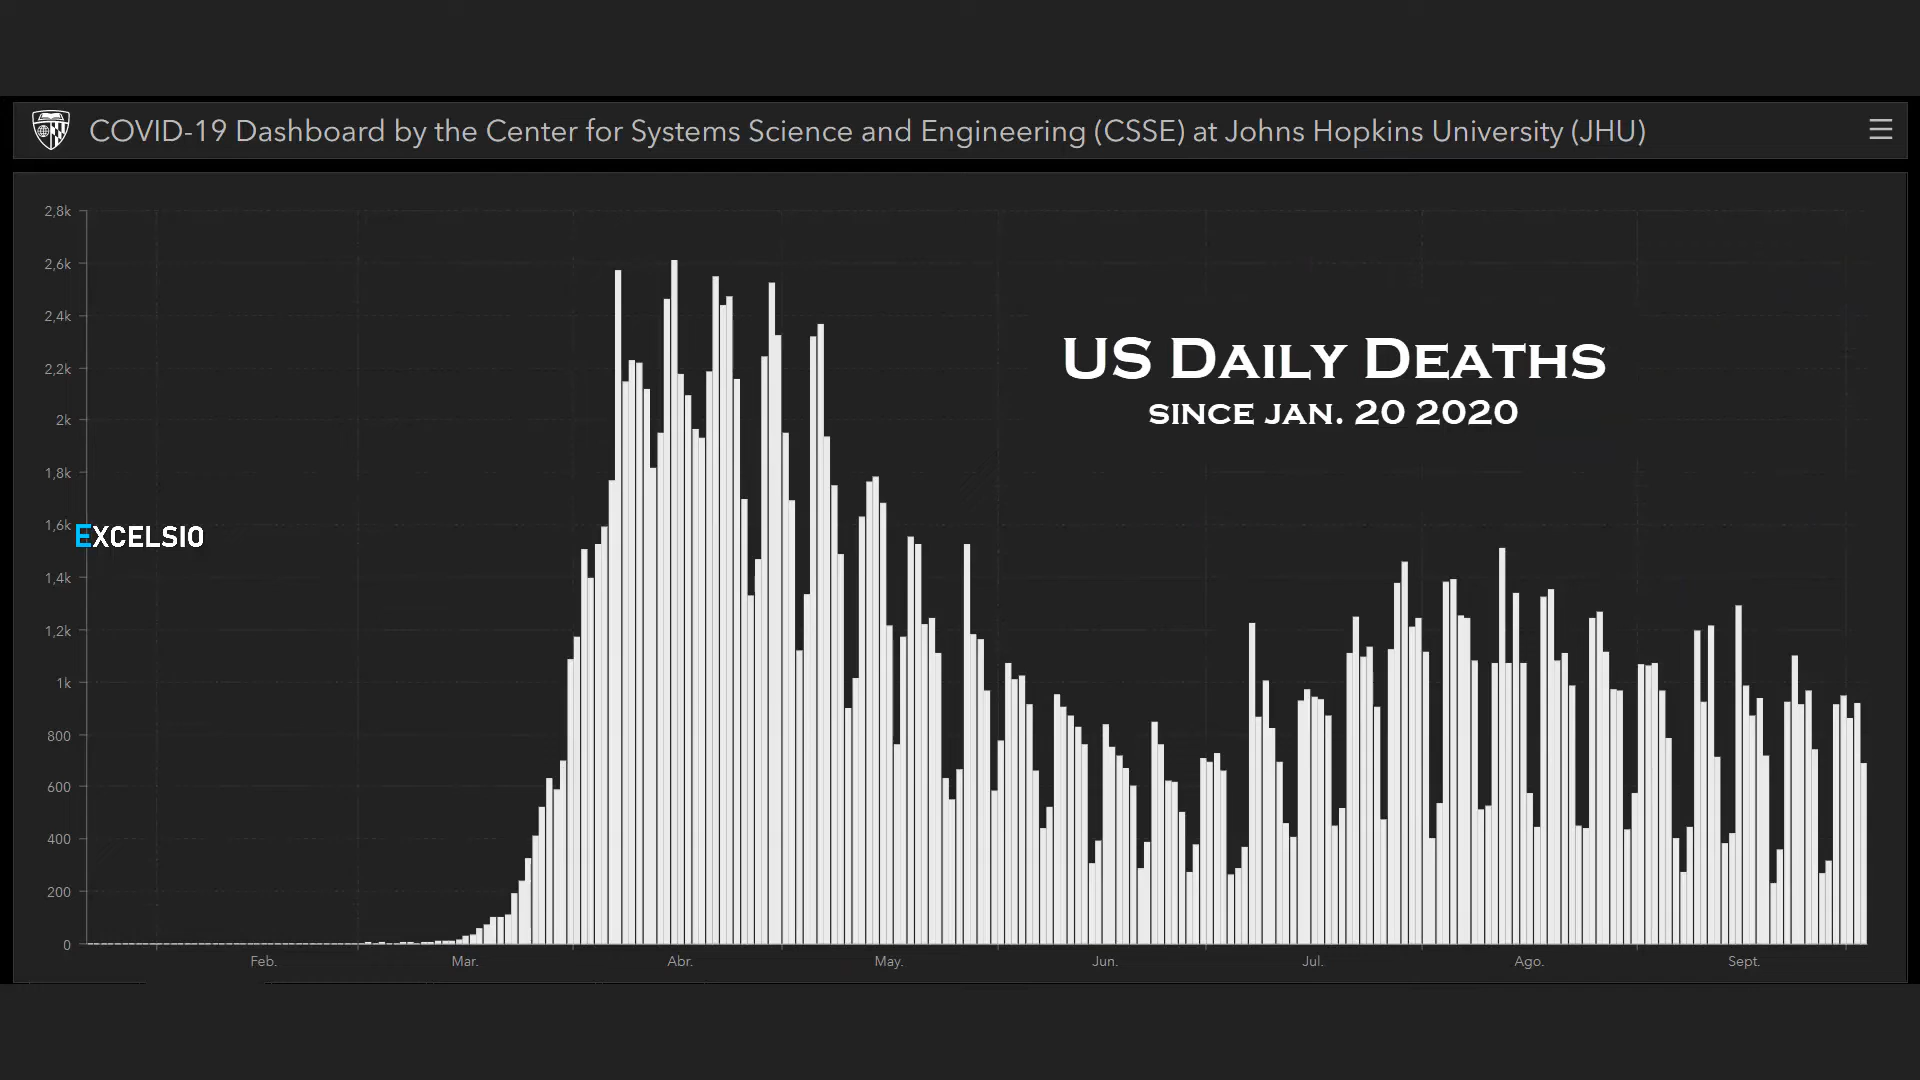 COVID-19 Dashboard by the Center for Systems Science and Engineering (CSSE) at Johns Hopkins University (JHU)
2,8k
2,6k
2,4k
2,2k
2k
1,8k
1,6k
1,4k
1,2k
1k
800
600
400
200
0
US Daily Deaths
since Jan. 20 2020
EXCELSIO
Feb. Mar. Abr. May. Jun. Jul. Ago. Sept.